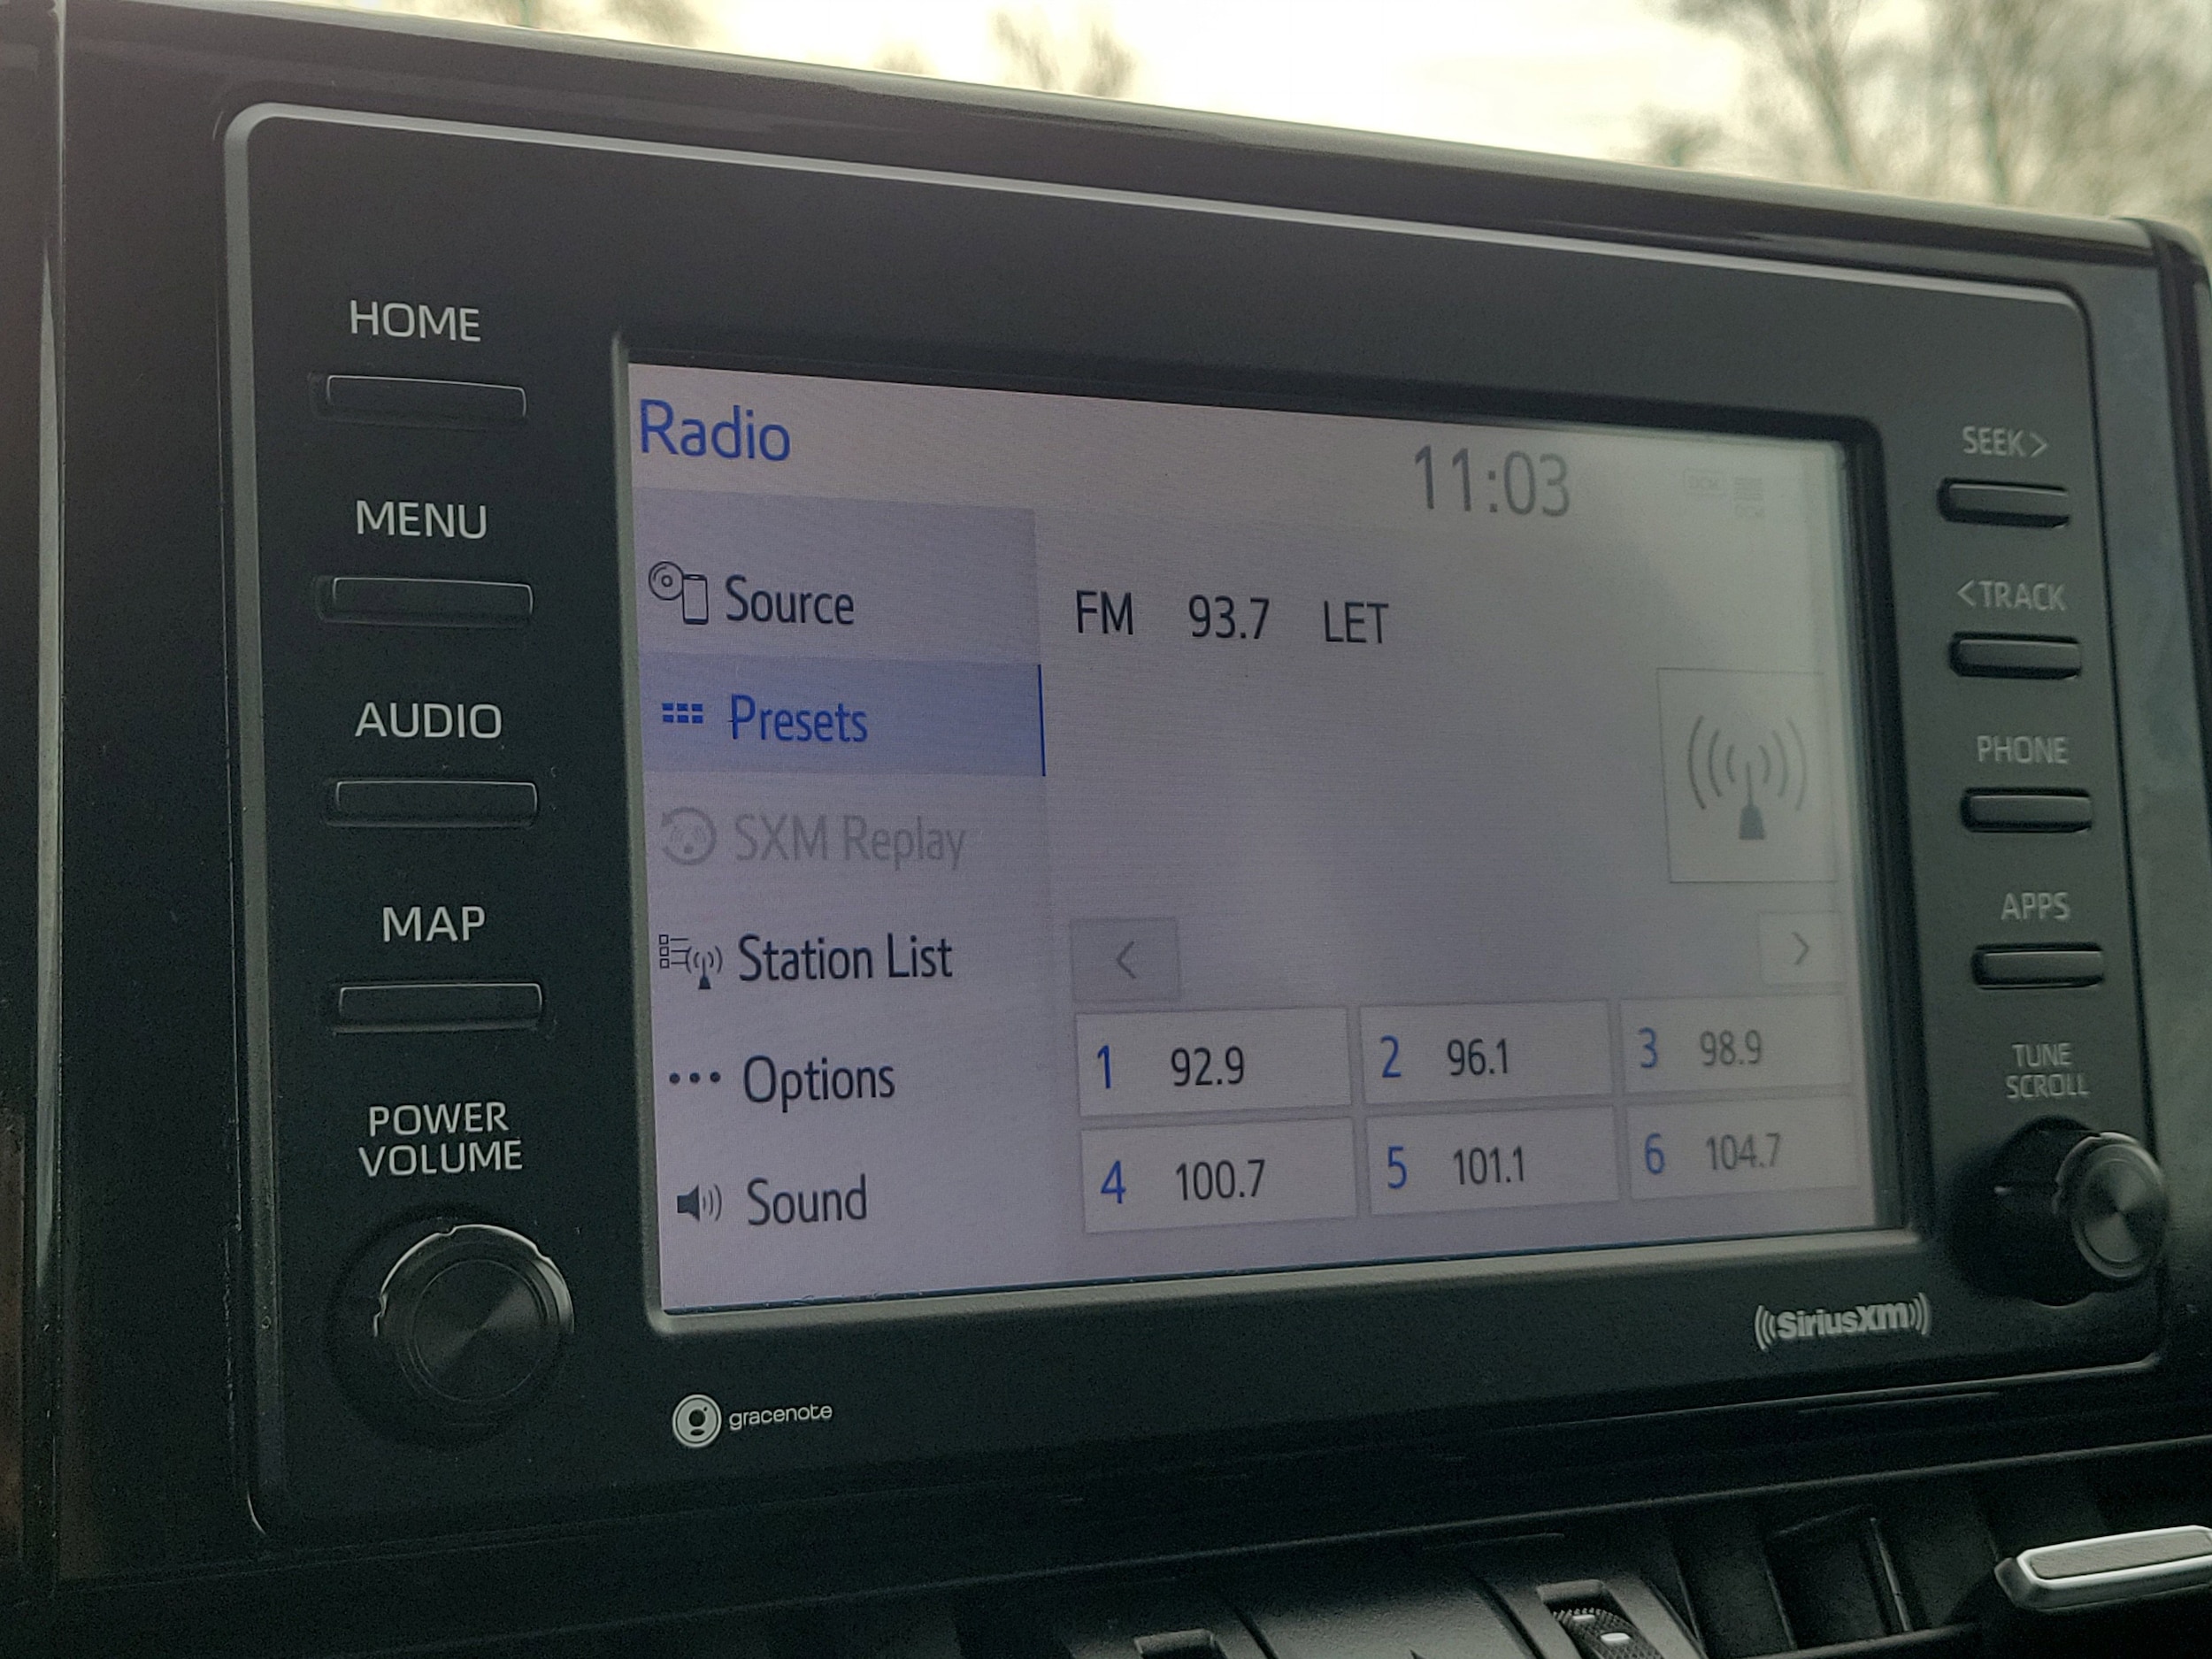 HOME
MENU
AUDIO
MAP
POWER
VOLUME
Radio
11:03
Source
Presets
SXM Replay
Station List
Options
Sound
FM 93.7 LET
<
>
1 92.9
2 96.1
3 98.9
4 100.7
5 101.1
6 104.7
SEEK >
< TRACK
PHONE
APPS
TUNE
SCROLL
gracenote
SiriusXM